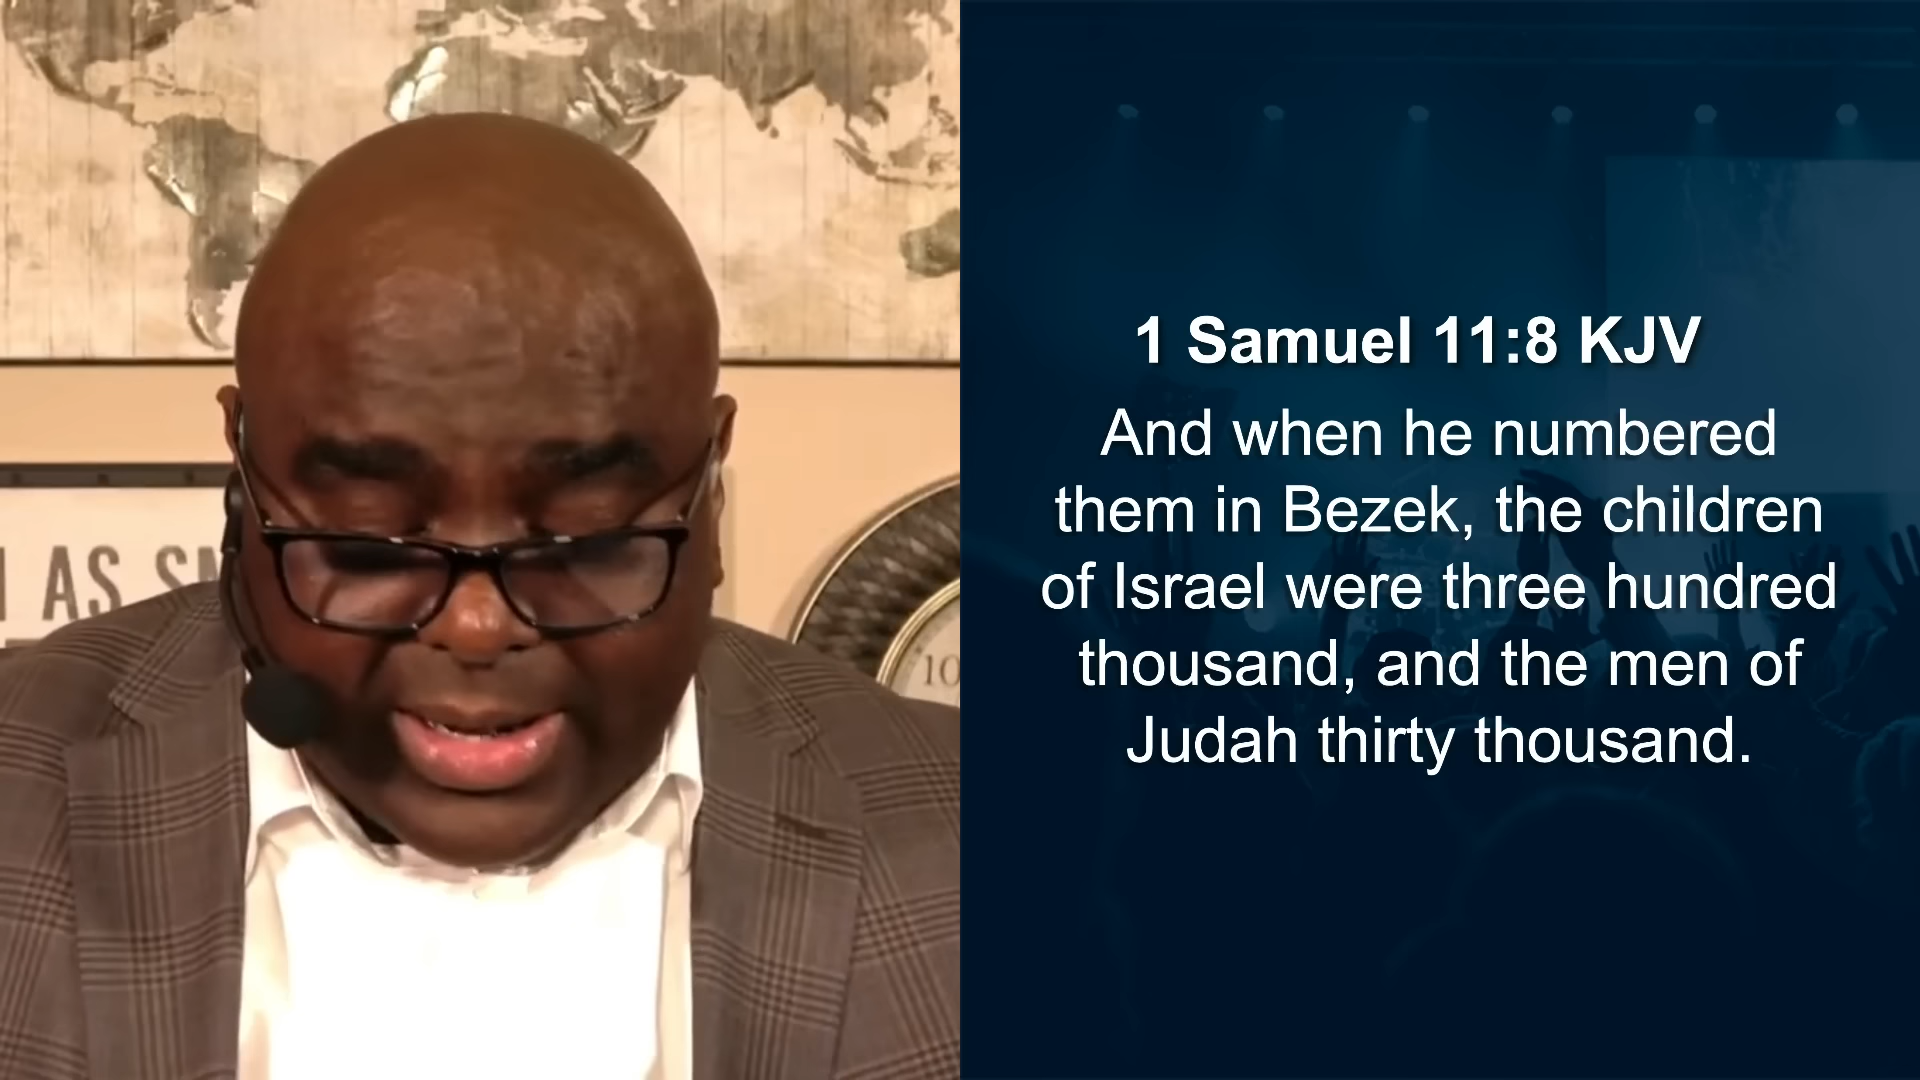 AS
10
1 Samuel 11:8 KJV
And when he numbered
them in Bezek, the children
of Israel were three hundred
thousand, and the men of
Judah thirty thousand.